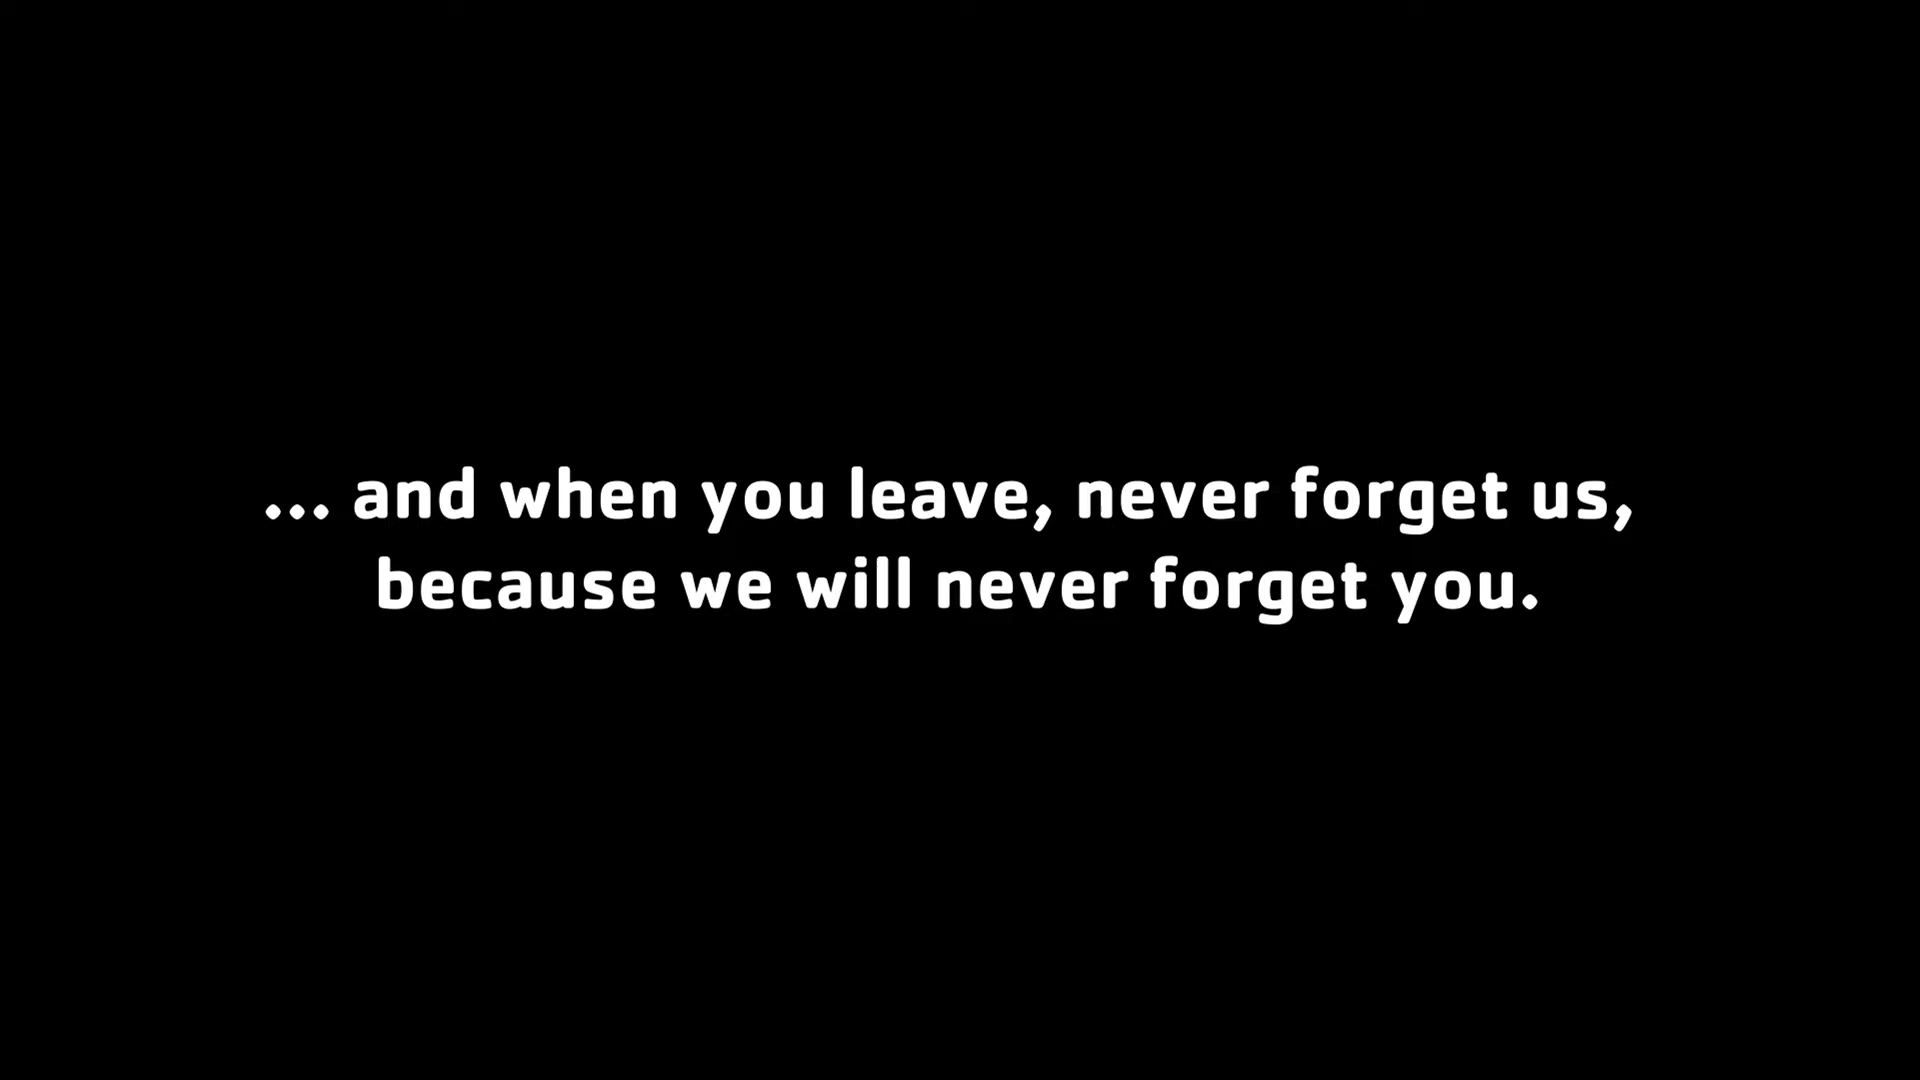 ... and when you leave, never forget us,
because we will never forget you.